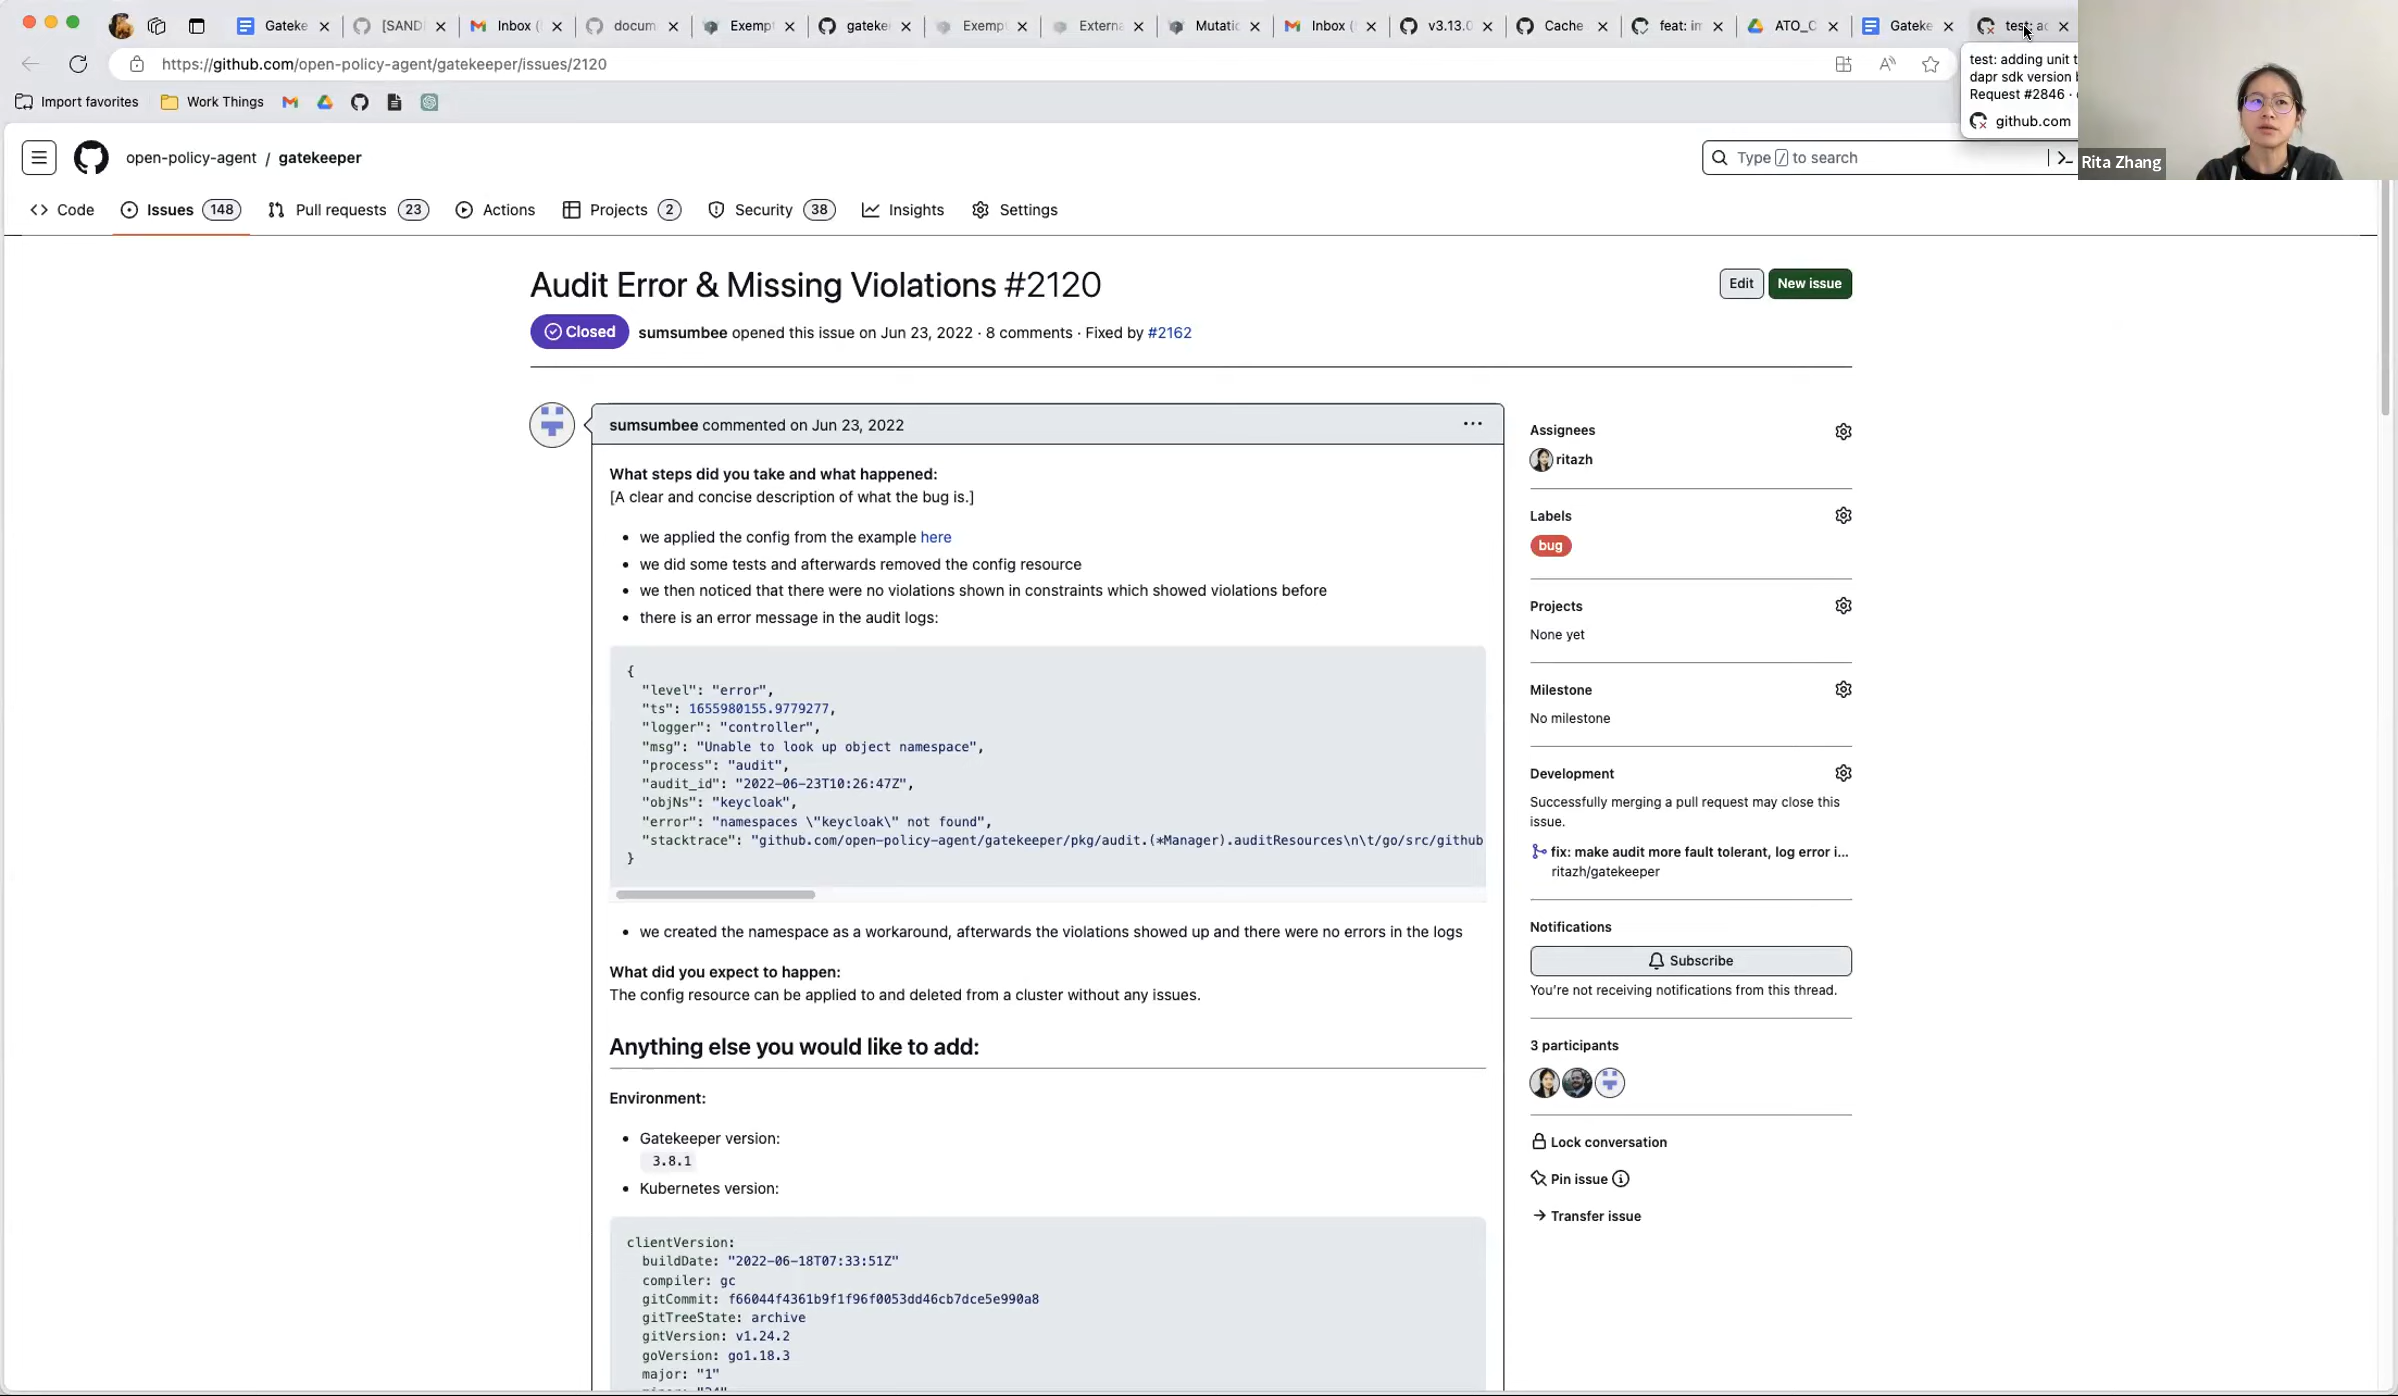 Gateke
[SAND
Inbox (
docum
Exempt
gatekee
Exempt
Externa
Mutatio
Inbox (
v3.13.0
Cache
feat: im
ATO_C
Gateke
test: ad
https://github.com/open-policy-agent/gatekeeper/issues/2120
test: adding unit t
dapr sdk version b
Request #2846 ·
github.com
Import favorites
Work Things
open-policy-agent / gatekeeper
Type / to search
Rita Zhang
Code
Issues 148
Pull requests 23
Actions
Projects 2
Security 38
Insights
Settings
Audit Error & Missing Violations #2120
Edit
New issue
Closed
sumsumbee opened this issue on Jun 23, 2022 · 8 comments · Fixed by #2162
sumsumbee commented on Jun 23, 2022
What steps did you take and what happened:
[A clear and concise description of what the bug is.]
• we applied the config from the example here
• we did some tests and afterwards removed the config resource
• we then noticed that there were no violations shown in constraints which showed violations before
• there is an error message in the audit logs:
{
"level": "error",
"ts": 1655980155.9779277,
"logger": "controller",
"msg": "Unable to look up object namespace",
"process": "audit",
"audit_id": "2022-06-23T10:26:47Z",
"objNs": "keycloak",
"error": "namespaces \"keycloak\" not found",
"stacktrace": "github.com/open-policy-agent/gatekeeper/pkg/audit.(*Manager).auditResources\n\t/go/src/github
}
• we created the namespace as a workaround, afterwards the violations showed up and there were no errors in the logs
What did you expect to happen:
The config resource can be applied to and deleted from a cluster without any issues.
Anything else you would like to add:
Environment:
• Gatekeeper version:
3.8.1
• Kubernetes version:
clientVersion:
buildDate: "2022-06-18T07:33:51Z"
compiler: gc
gitCommit: f66044f4361b9f1f96f0053dd46cb7dce5e990a8
gitTreeState: archive
gitVersion: v1.24.2
goVersion: go1.18.3
major: "1"
Assignees
ritazh
Labels
bug
Projects
None yet
Milestone
No milestone
Development
Successfully merging a pull request may close this
issue.
fix: make audit more fault tolerant, log error i...
ritazh/gatekeeper
Notifications
Subscribe
You're not receiving notifications from this thread.
3 participants
Lock conversation
Pin issue
Transfer issue